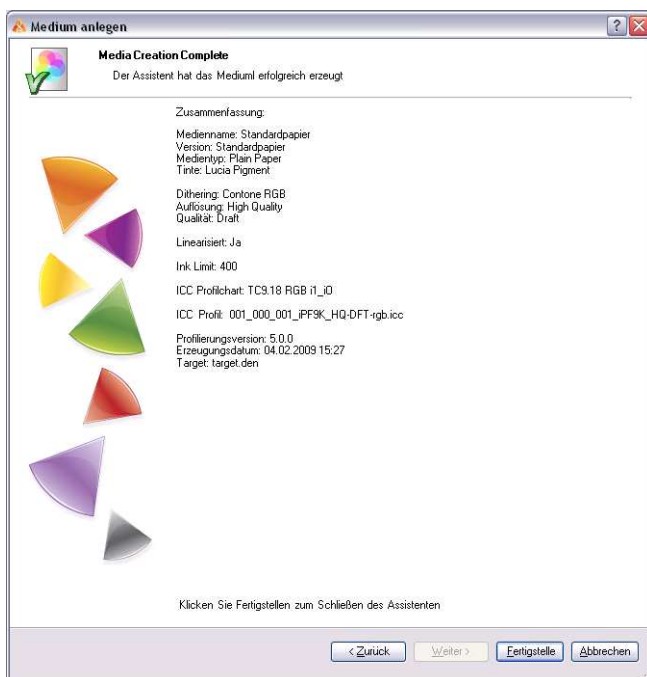 Medium anlegen
Media Creation Complete
Der Assistent hat das Mediuml erfolgreich erzeugt
Zusammenfassung:
Medienname: Standardpapier
Version: Standardpapier
Medientyp: Plain Paper
Tinte: Lucia Pigment
Dithering: Contone RGB
Auflösung: High Quality
Qualität: Draft
Linearisiert: Ja
Ink Limit: 400
ICC Profilchart: TC9.18 RGB i1_iO
ICC Profil: 001_000_001_iPF9K_HQ-DFT-rgb.icc
Profilierungsversion: 5.0.0
Erzeugungsdatum: 04.02.2009 15:27
Target: target.den
Klicken Sie Fertigstellen zum Schließen des Assistenten
< Zurück Weiter > Fertigstelle Abbrechen